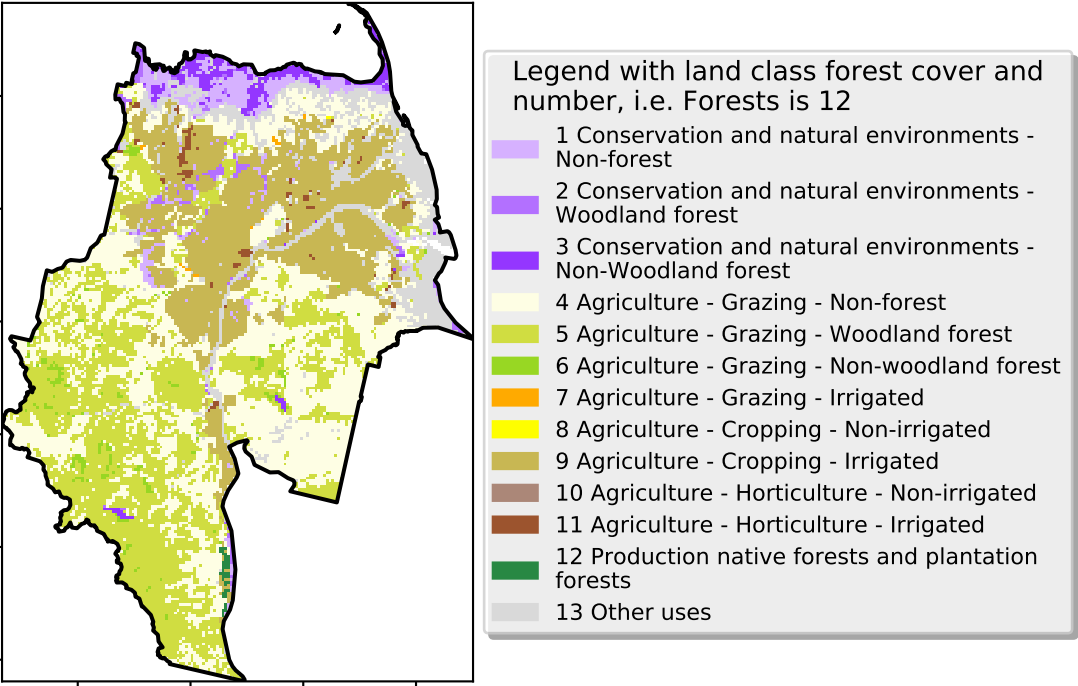 Legend with land class forest cover and
number, i.e. Forests is 12
1 Conservation and natural environments -
Non-forest
2 Conservation and natural environments -
Woodland forest
3 Conservation and natural environments -
Non-Woodland forest
4 Agriculture - Grazing - Non-forest
5 Agriculture - Grazing - Woodland forest
6 Agriculture - Grazing - Non-woodland forest
7 Agriculture - Grazing - Irrigated
8 Agriculture - Cropping - Non-irrigated
9 Agriculture - Cropping - Irrigated
10 Agriculture - Horticulture - Non-irrigated
11 Agriculture - Horticulture - Irrigated
12 Production native forests and plantation
forests
13 Other uses